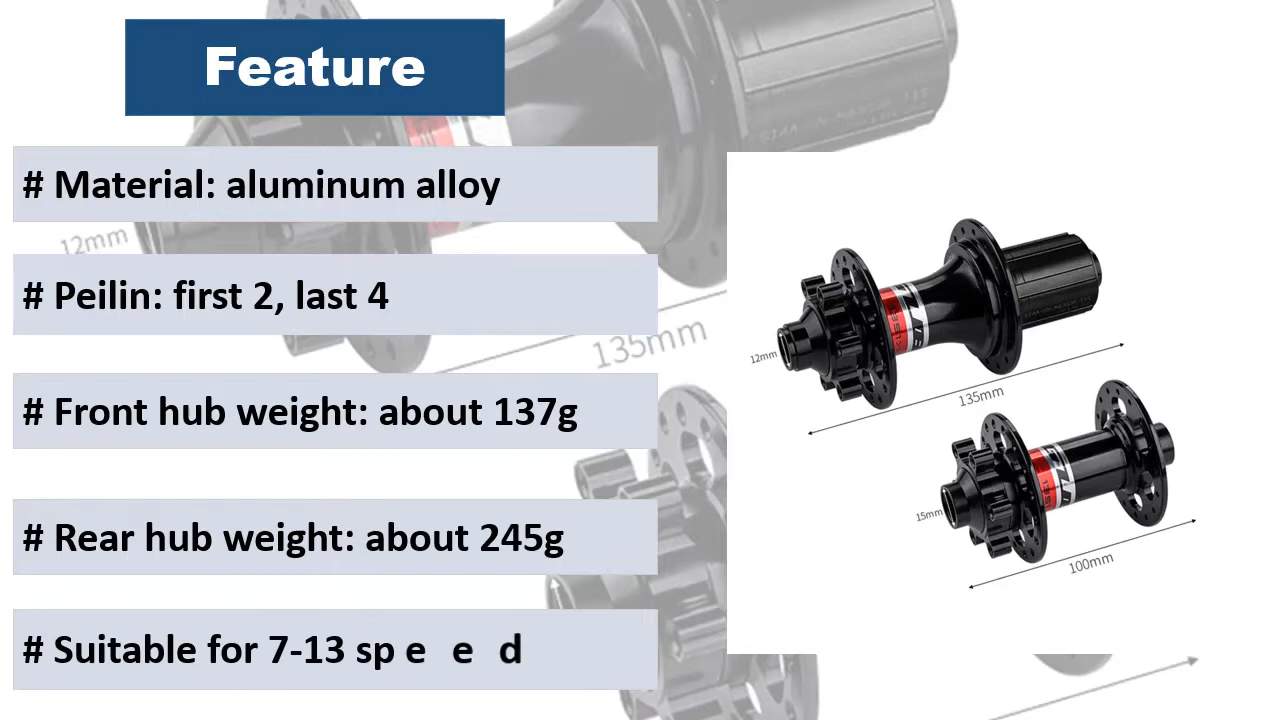 Feature
# Material: aluminum alloy
12mm
# Peilin: first 2, last 4
135mm
# Front hub weight: about 137g
# Rear hub weight: about 245g
# Suitable for 7-13 speed
12mm
135mm
15mm
100mm